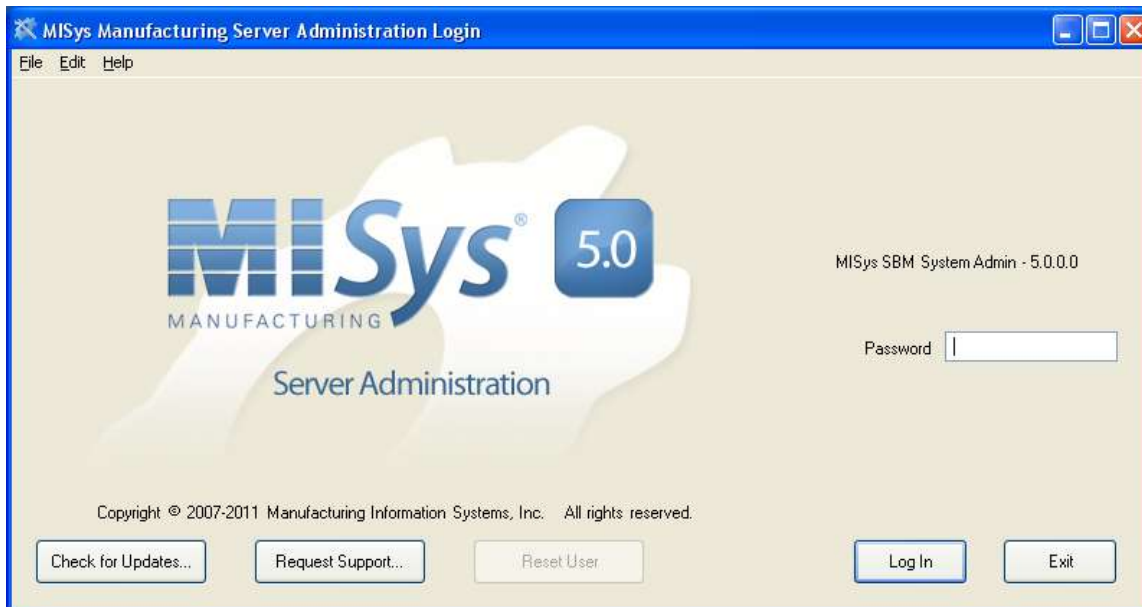 MISys Manufacturing Server Administration Login
File Edit Help
MISys® 5.0
MANUFACTURING
Server Administration
MISys SBM System Admin - 5.0.0.0
Password
Copyright © 2007-2011 Manufacturing Information Systems, Inc. All rights reserved.
Check for Updates... Request Support... Reset User Log In Exit